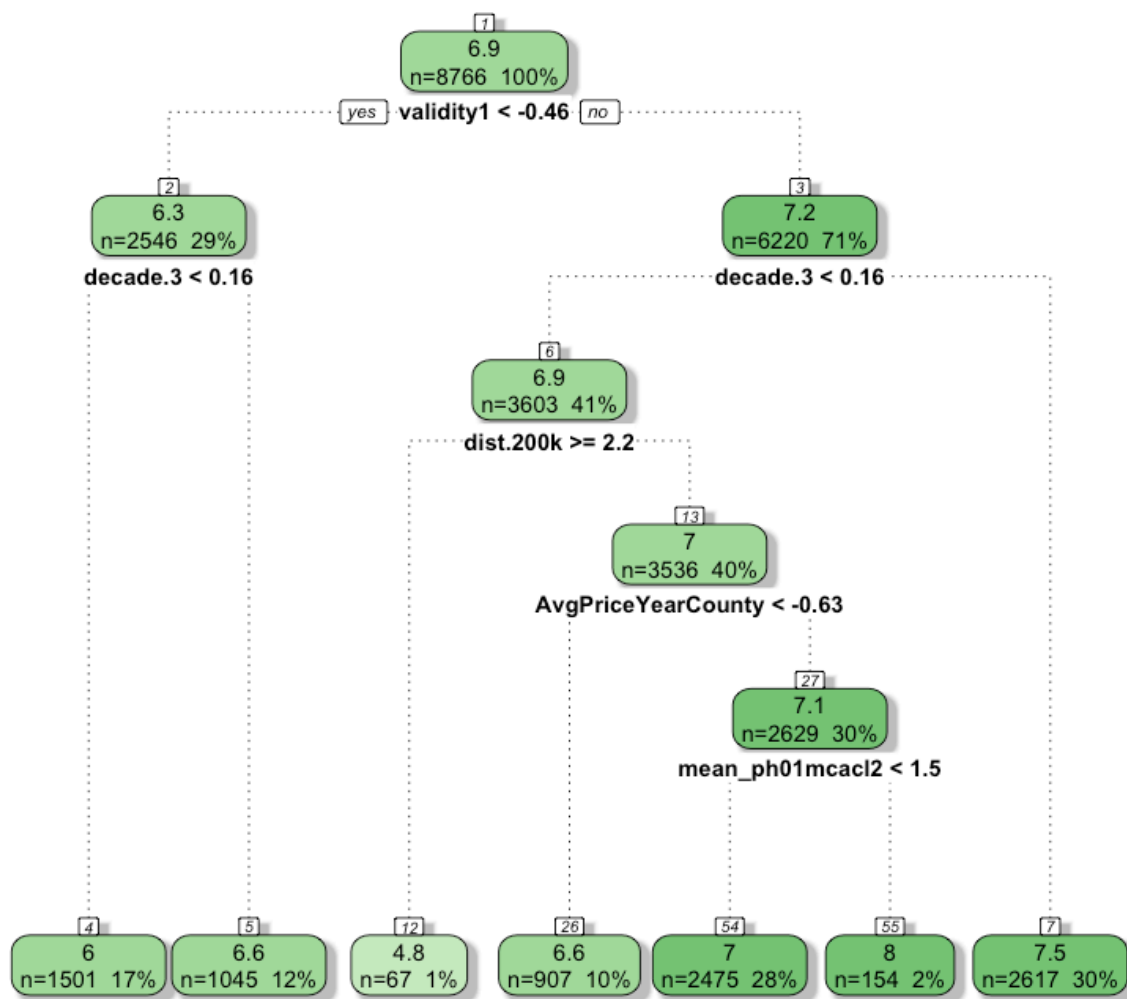 1
6.9
n=8766 100%
yes validity1 < -0.46 no
2
6.3
n=2546 29%
decade.3 < 0.16
3
7.2
n=6220 71%
decade.3 < 0.16
6
6.9
n=3603 41%
dist.200k >= 2.2
13
7
n=3536 40%
AvgPriceYearCounty < -0.63
27
7.1
n=2629 30%
mean_ph01mcacl2 < 1.5
4
6
n=1501 17%
5
6.6
n=1045 12%
12
4.8
n=67 1%
26
6.6
n=907 10%
54
7
n=2475 28%
55
8
n=154 2%
7
7.5
n=2617 30%